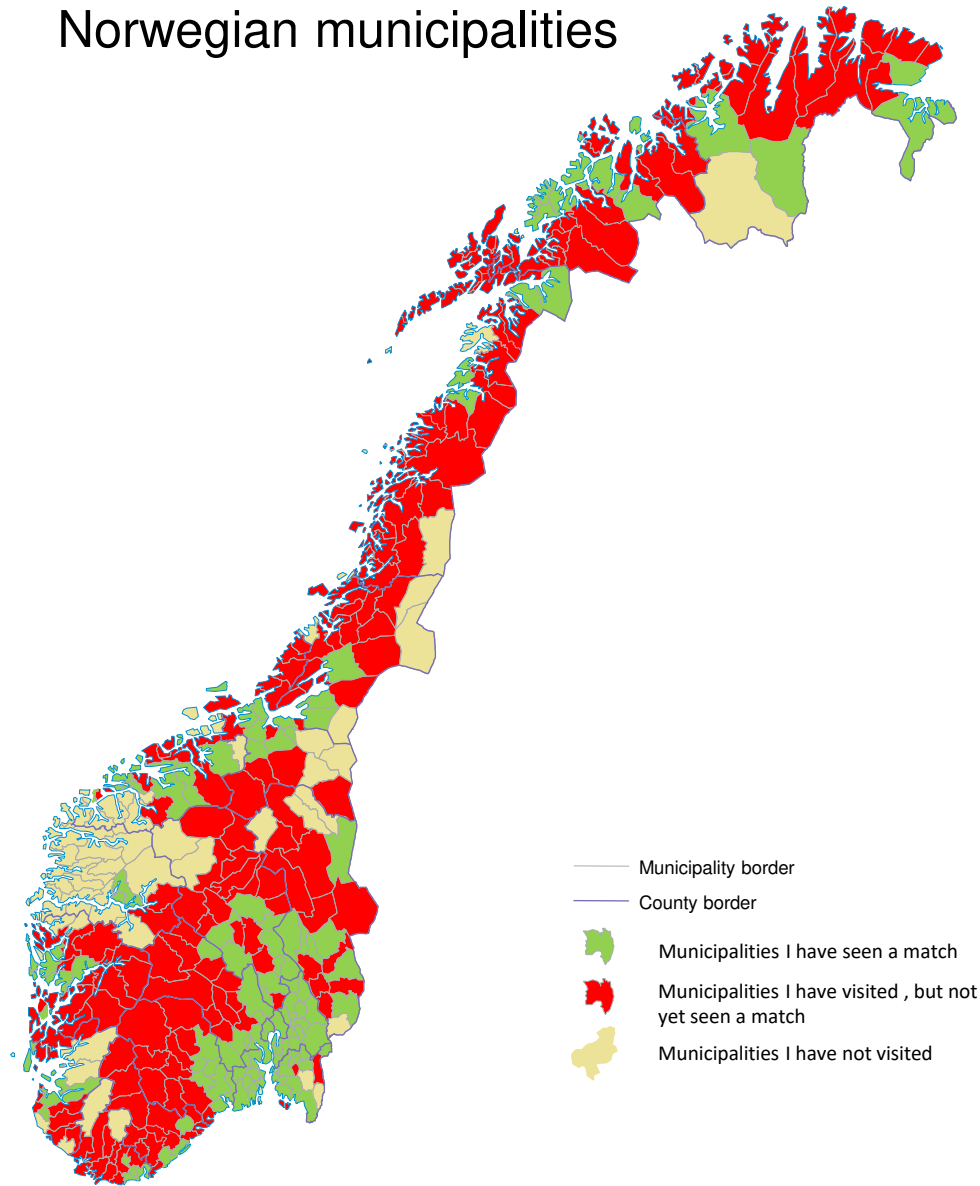 Norwegian municipalities
Municipality border
County border
Municipalities I have seen a match
Municipalities I have visited , but not
yet seen a match
Municipalities I have not visited